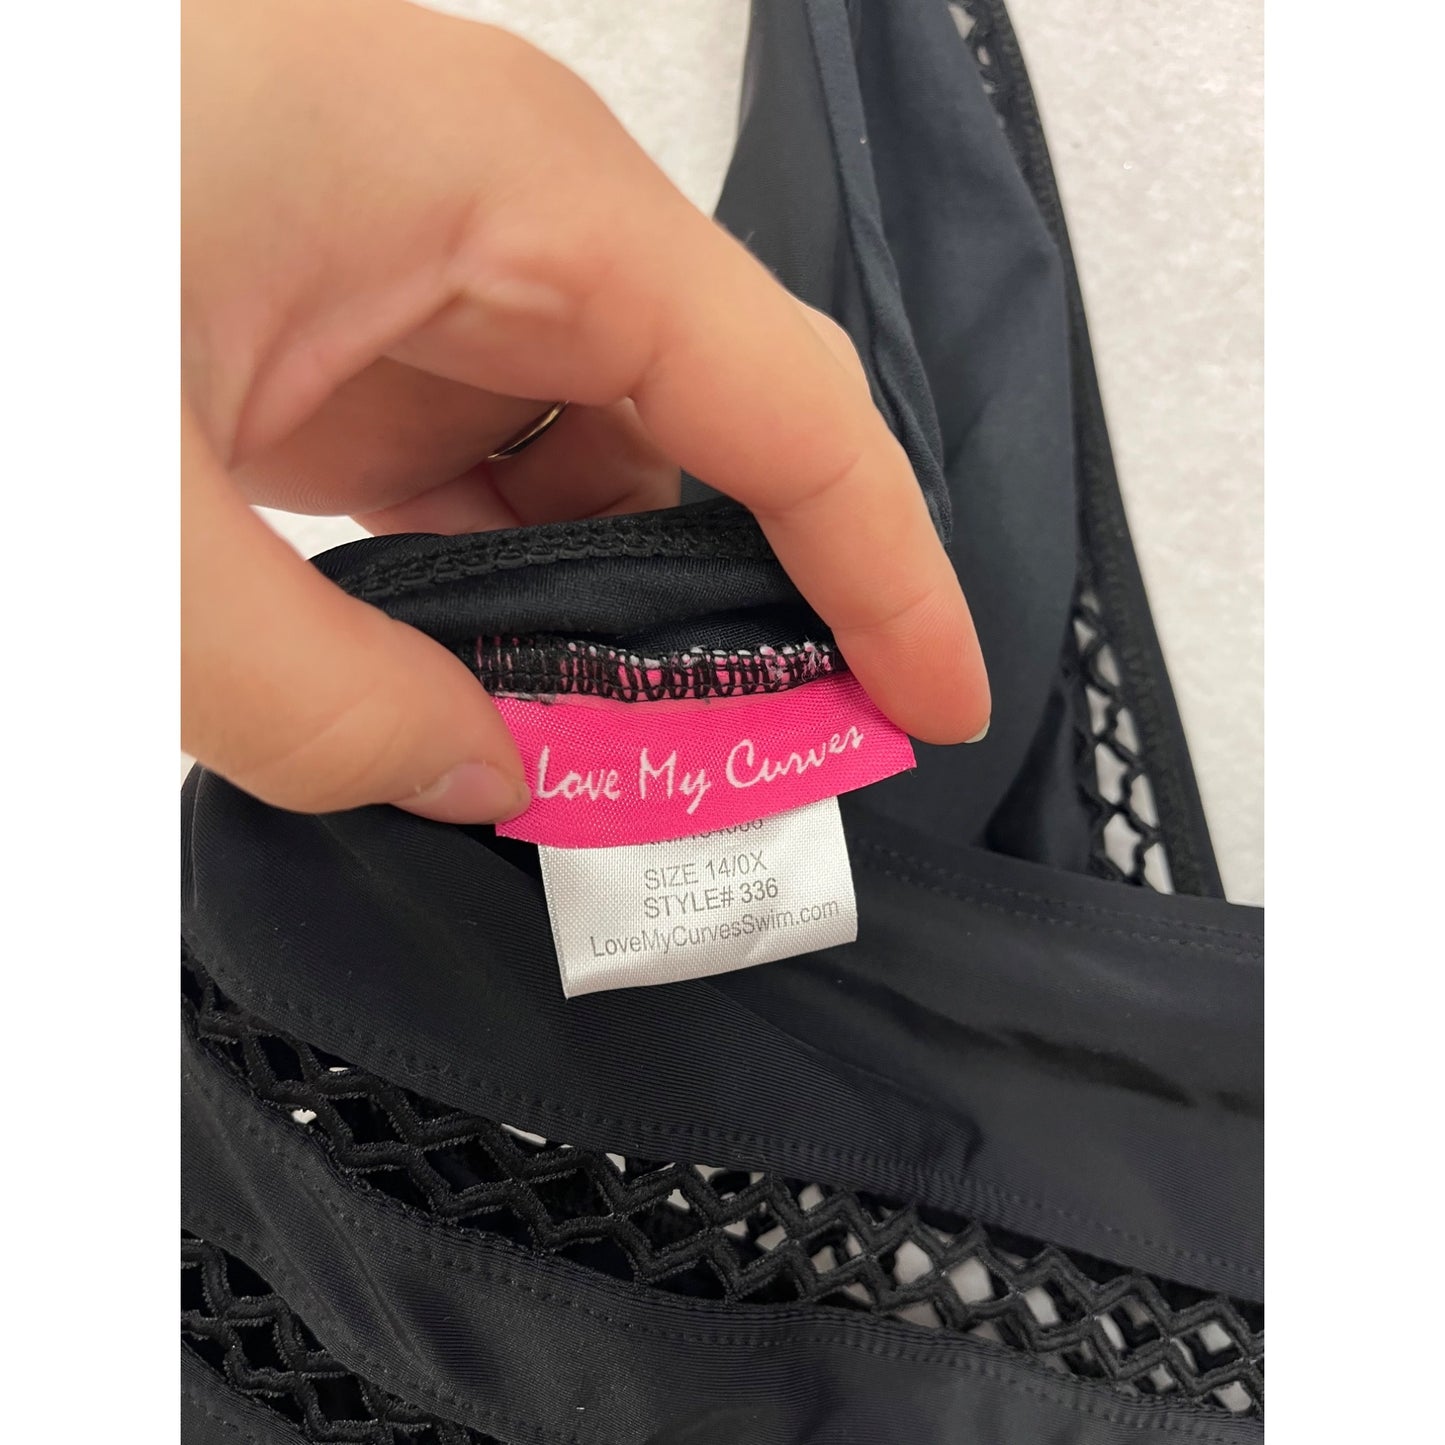 Love My Curves
SIZE 14/0X
STYLE# 336
LoveMyCurvesSwim.com